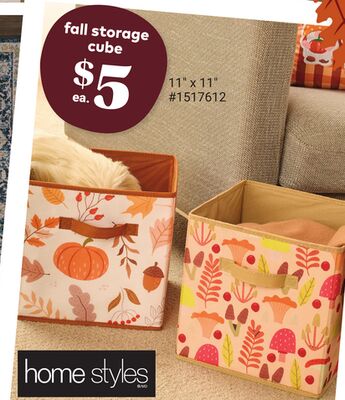 fall storage
cube
$5
ea.
11" x 11"
#1517612
home styles